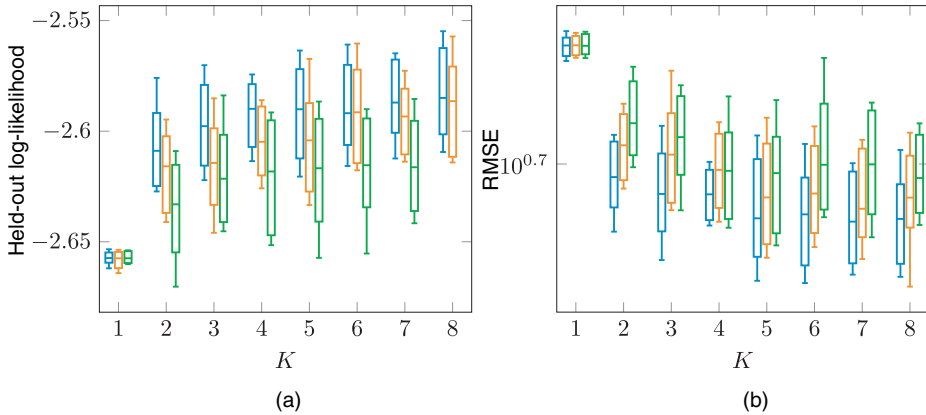 Held-out log-likelihood
−2.55
−2.6
−2.65
1 2 3 4 5 6 7 8
K
(a)
RMSE
10^0.7
1 2 3 4 5 6 7 8
K
(b)